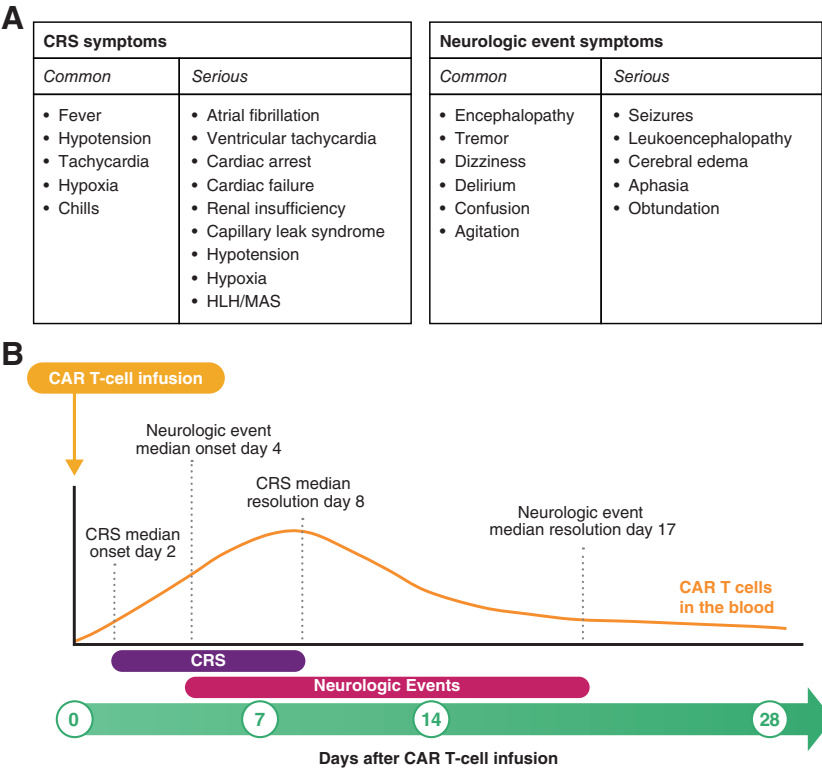 A
CRS symptoms
Common
Serious
• Fever
• Hypotension
• Tachycardia
• Hypoxia
• Chills
• Atrial fibrillation
• Ventricular tachycardia
• Cardiac arrest
• Cardiac failure
• Renal insufficiency
• Capillary leak syndrome
• Hypotension
• Hypoxia
• HLH/MAS
Neurologic event symptoms
Common
Serious
• Encephalopathy
• Tremor
• Dizziness
• Delirium
• Confusion
• Agitation
• Seizures
• Leukoencephalopathy
• Cerebral edema
• Aphasia
• Obtundation
B
CAR T-cell infusion
Neurologic event
median onset day 4
CRS median
resolution day 8
CRS median
onset day 2
Neurologic event
median resolution day 17
CAR T cells
in the blood
CRS
Neurologic Events
0
7
14
28
Days after CAR T-cell infusion